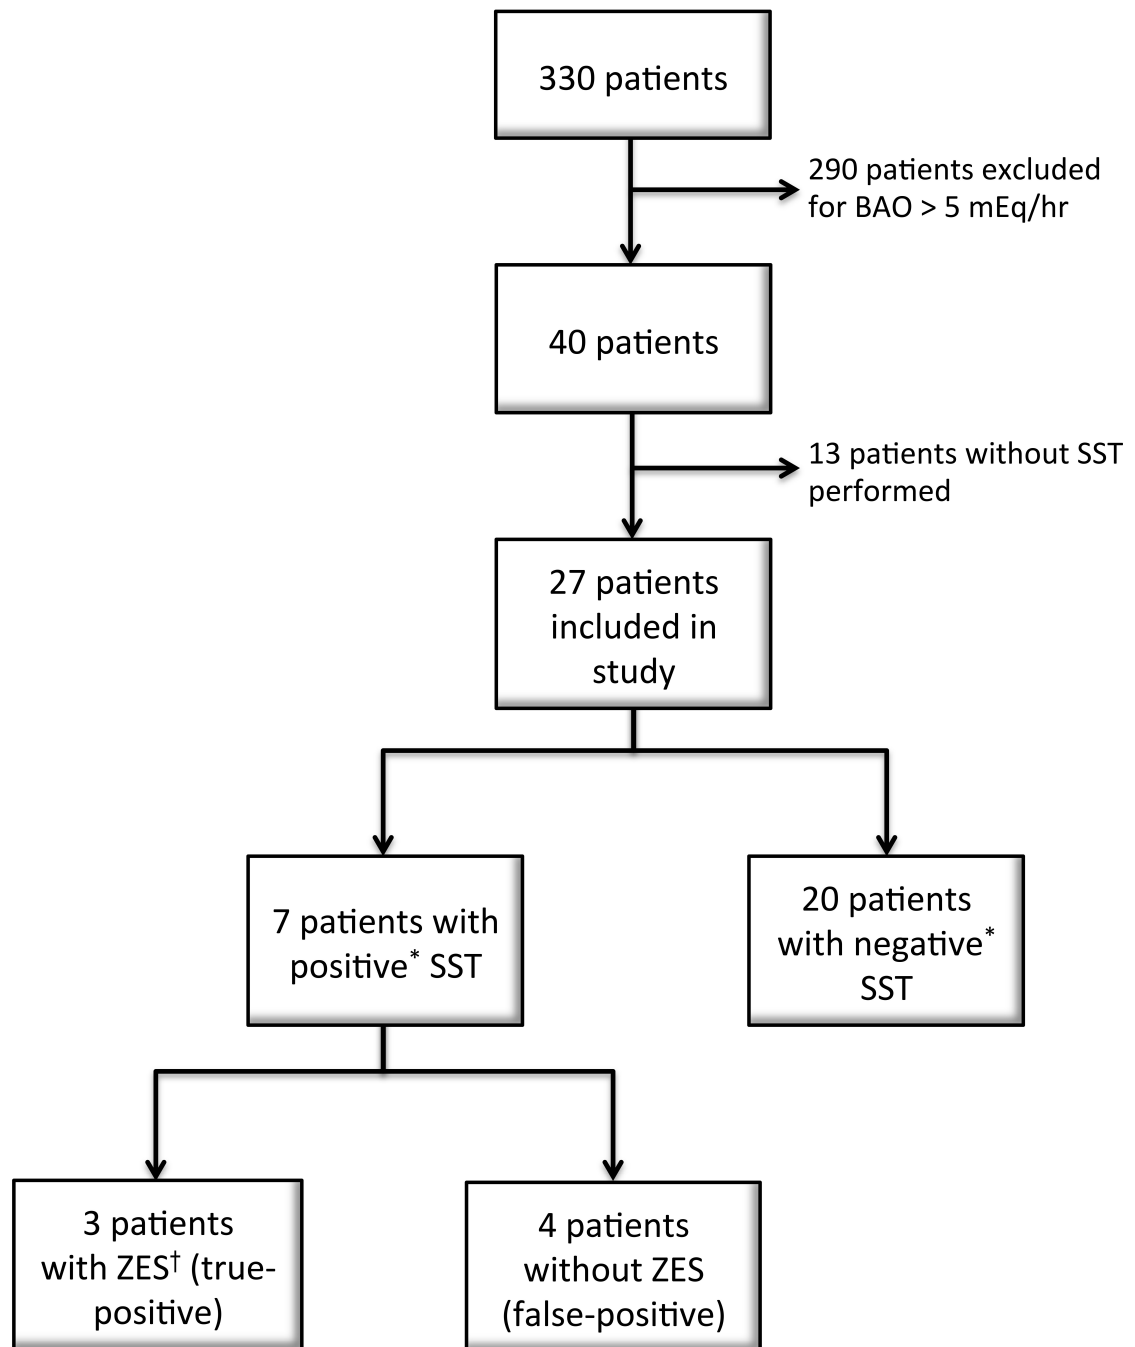 330 patients
290 patients excluded
for BAO > 5 mEq/hr
40 patients
13 patients without SST
performed
27 patients
included in
study
7 patients with
positive* SST
20 patients
with negative*
SST
3 patients
with ZES† (true-
positive)
4 patients
without ZES
(false-positive)